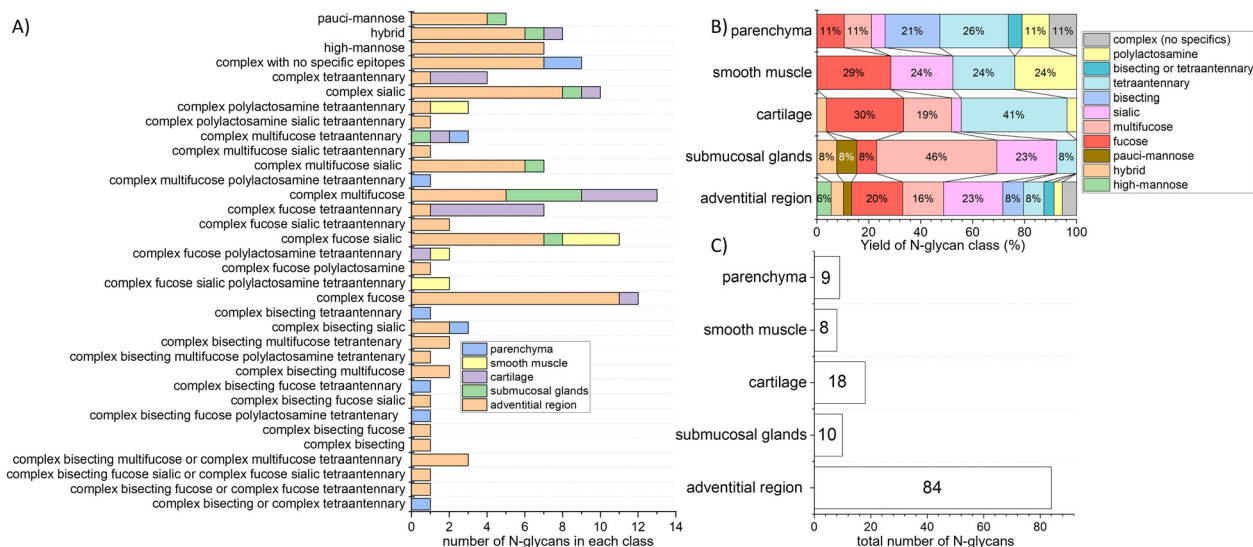 A)
pauci-mannose
hybrid
high-mannose
complex with no specific epitopes
complex tetraantennary
complex sialic
complex polylactosamine tetraantennary
complex polylactosamine sialic tetraantennary
complex multifucose tetraantennary
complex multifucose sialic tetraantennary
complex multifucose sialic
complex multifucose polylactosamine tetraantennary
complex multifucose
complex fucose tetraantennary
complex fucose sialic tetraantennary
complex fucose sialic
complex fucose polylactosamine tetraantennary
complex fucose polylactosamine
complex fucose sialic polylactosamine tetraantennary
complex fucose
complex bisecting tetraantennary
complex bisecting sialic
complex bisecting multifucose tetrantenary
complex bisecting multifucose polylactosamine tetrantenary
complex bisecting multifucose
complex bisecting fucose tetraantennary
complex bisecting fucose sialic
complex bisecting fucose polylactosamine tetrantenary
complex bisecting fucose
complex bisecting
complex bisecting multifucose or complex multifucose tetraantennary
complex bisecting fucose sialic or complex fucose sialic tetraantennary
complex bisecting fucose or complex fucose tetraantennary
complex bisecting or complex tetraantennary
parenchyma
smooth muscle
cartilage
submucosal glands
adventitial region
0 2 4 6 8 10 12 14
number of N-glycans in each class
B)
parenchyma 11% 11% 21% 26% 11% 11%
smooth muscle 29% 24% 24% 24%
cartilage 30% 19% 41%
submucosal glands 8% 8% 8% 46% 23% 8%
adventitial region 6% 20% 16% 23% 8% 8%
0 20 40 60 80 100
Yield of N-glycan class (%)
complex (no specifics)
polylactosamine
bisecting or tetraantennary
tetraantennary
bisecting
sialic
multifucose
fucose
pauci-mannose
hybrid
high-mannose
C)
parenchyma 9
smooth muscle 8
cartilage 18
submucosal glands 10
adventitial region 84
0 20 40 60 80
total number of N-glycans